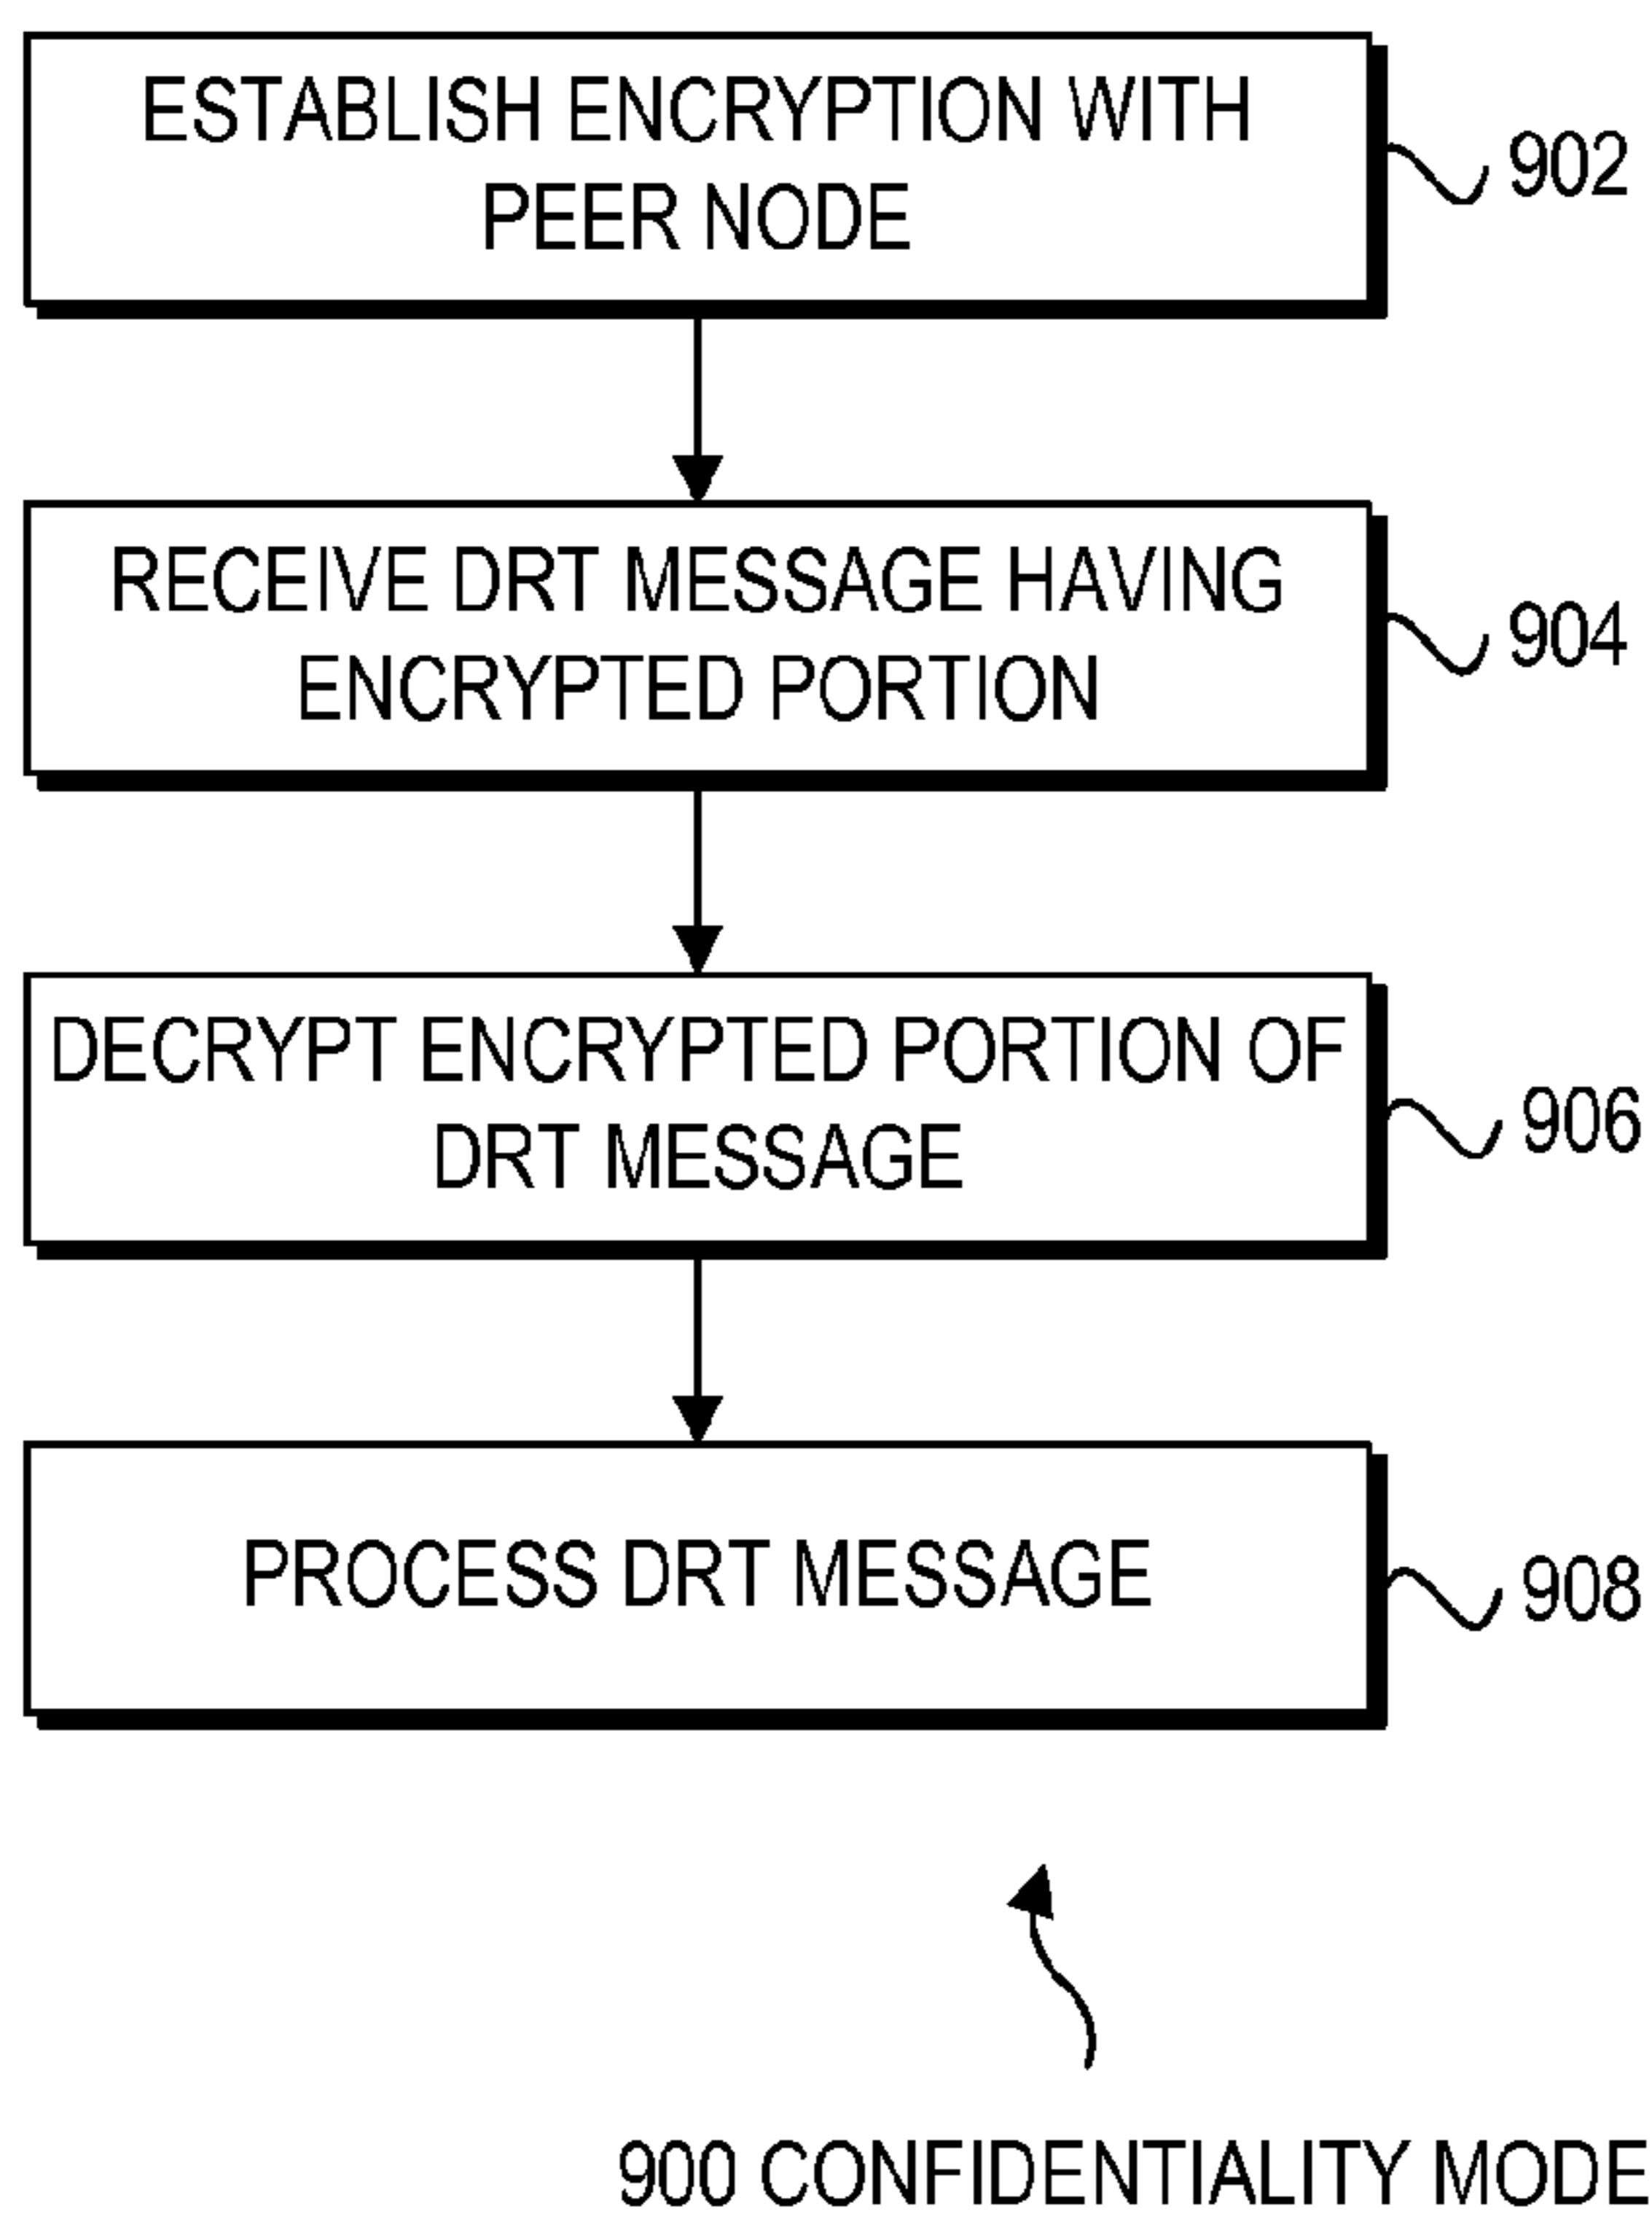 ESTABLISH ENCRYPTION WITH
PEER NODE
902
RECEIVE DRT MESSAGE HAVING
ENCRYPTED PORTION
904
DECRYPT ENCRYPTED PORTION OF
DRT MESSAGE
906
PROCESS DRT MESSAGE
908
900 CONFIDENTIALITY MODE